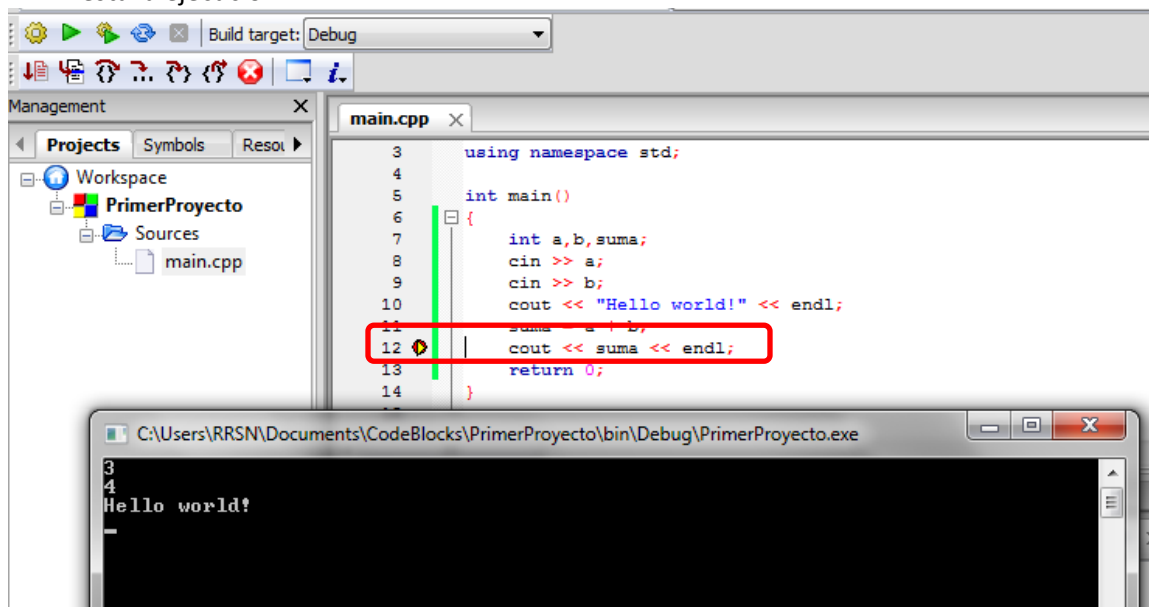 Build target: Debug
Management X
Projects Symbols
main.cpp
Workspace
PrimerProyecto
Sources
main.cpp
3 using namespace std;
4
5 int main()
6 {
7 int a,b,suma;
8 cin >> a;
9 cin >> b;
10 cout << "Hello world!" << endl;
11 suma = a + b;
12 cout << suma << endl;
13 return 0;
14 }
C:\Users\RRSN\Documents\CodeBlocks\PrimerProyecto\bin\Debug\PrimerProyecto.exe
3
4
Hello world!